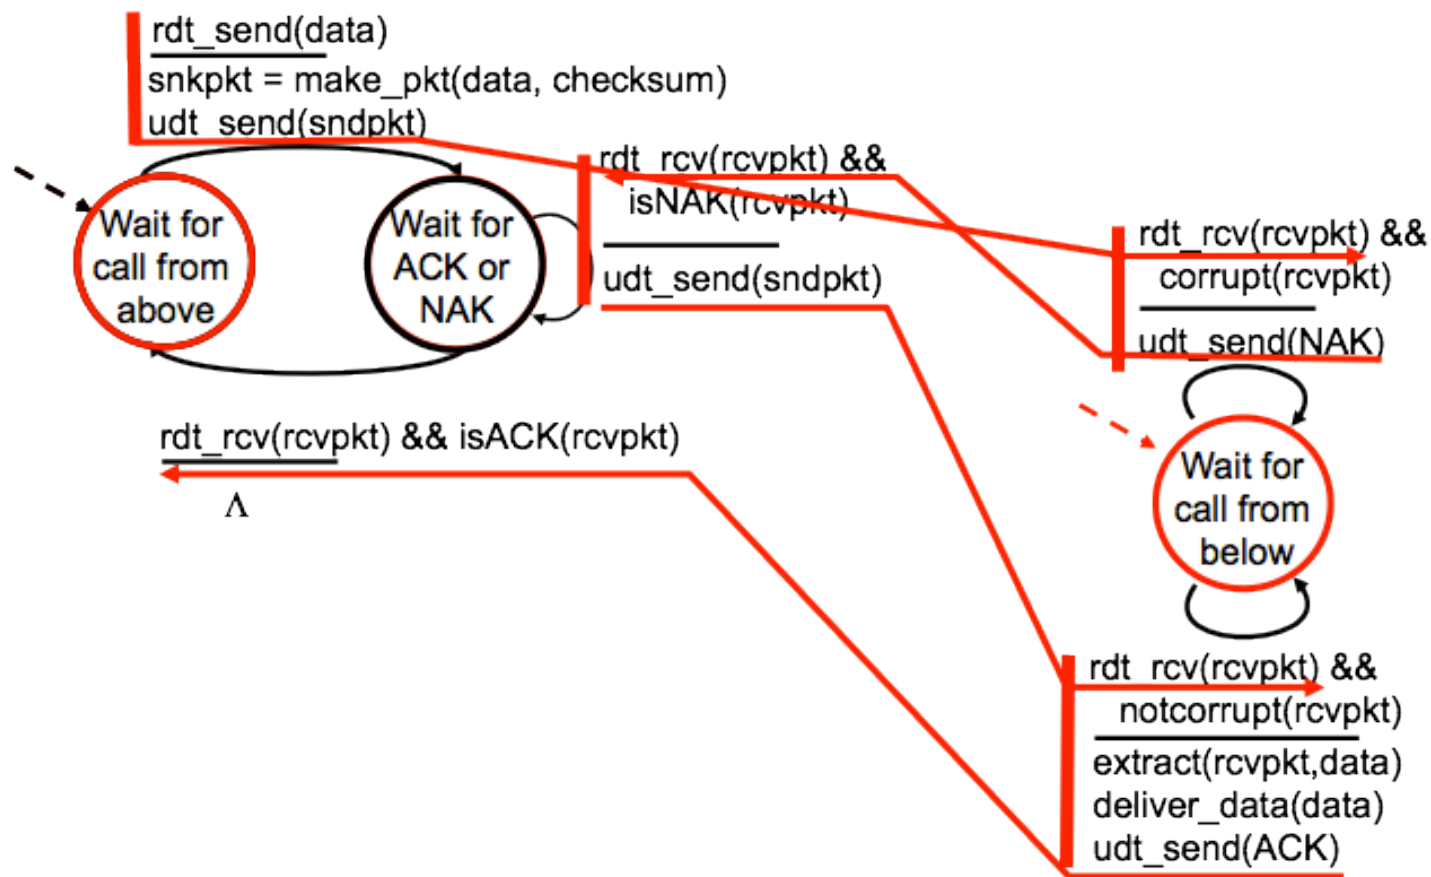 rdt_send(data)
snkpkt = make_pkt(data, checksum)
udt_send(sndpkt)
rdt_rcv(rcvpkt) &&
isNAK(rcvpkt)
udt_send(sndpkt)
Wait for
call from
above
Wait for
ACK or
NAK
rdt_rcv(rcvpkt) && isACK(rcvpkt)
Λ
rdt_rcv(rcvpkt) &&
corrupt(rcvpkt)
udt_send(NAK)
Wait for
call from
below
rdt_rcv(rcvpkt) &&
notcorrupt(rcvpkt)
extract(rcvpkt,data)
deliver_data(data)
udt_send(ACK)